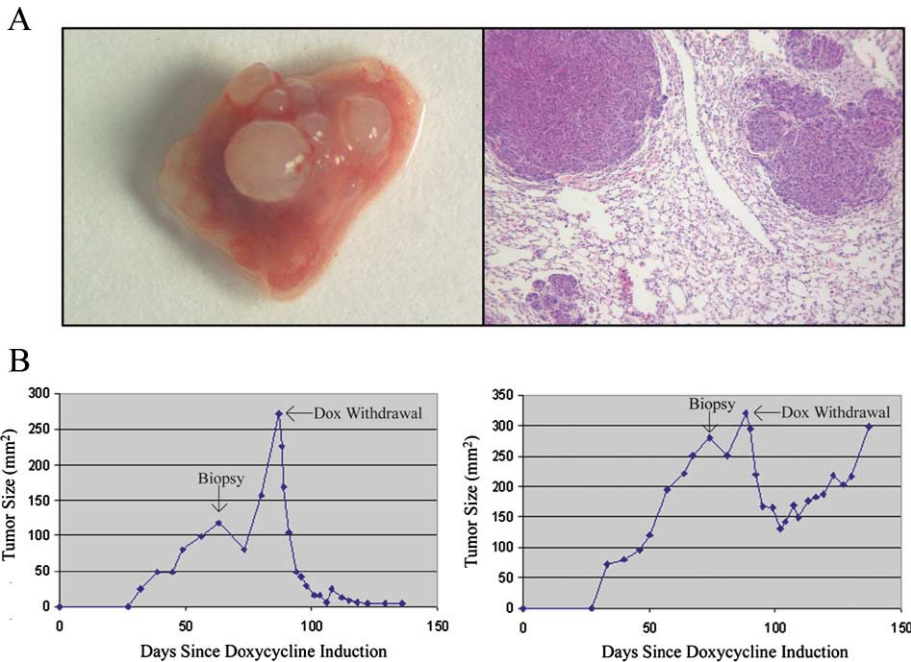 A
B
Tumor Size (mm²)
300
250
200
150
100
50
0
0
50
100
150
Biopsy
Dox Withdrawal
Days Since Doxycycline Induction
Tumor Size (mm²)
350
300
250
200
150
100
50
0
0
50
100
150
Biopsy
Dox Withdrawal
Days Since Doxycycline Induction